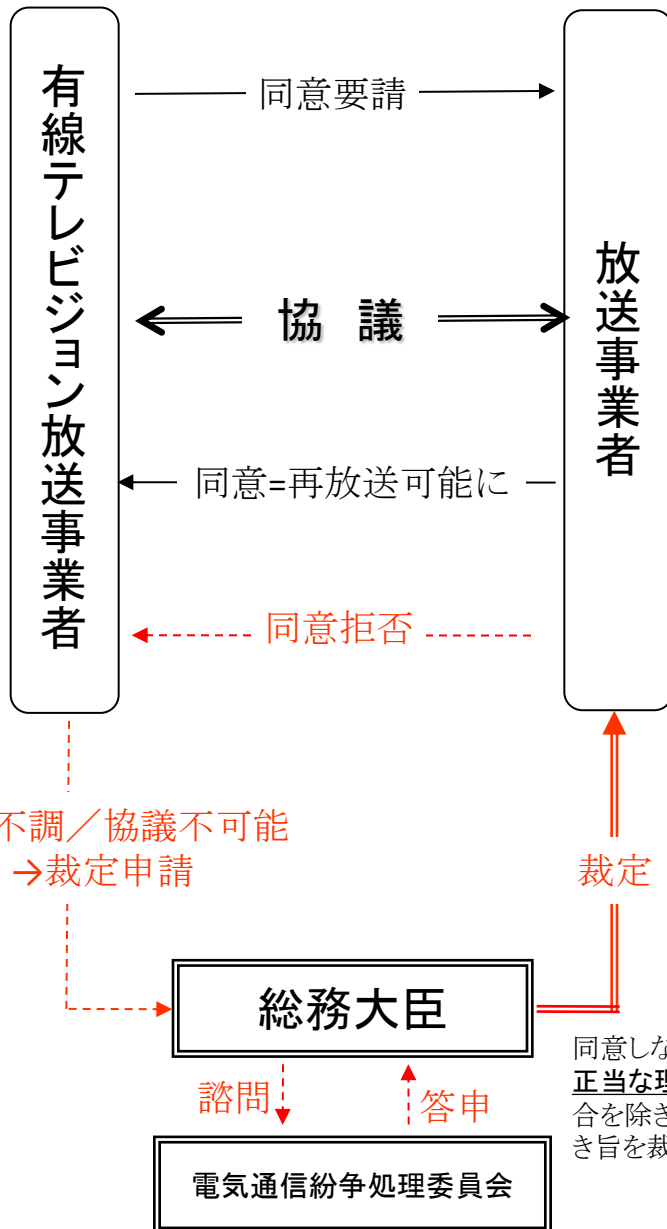 有線テレビジョン放送事業者
放送事業者
同意要請
協 議
同意=再放送可能に
同意拒否
不調／協議不可能
→裁定申請
裁定
総務大臣
同意しな
正当な理
合を除き
き旨を裁
諮問
答申
電気通信紛争処理委員会